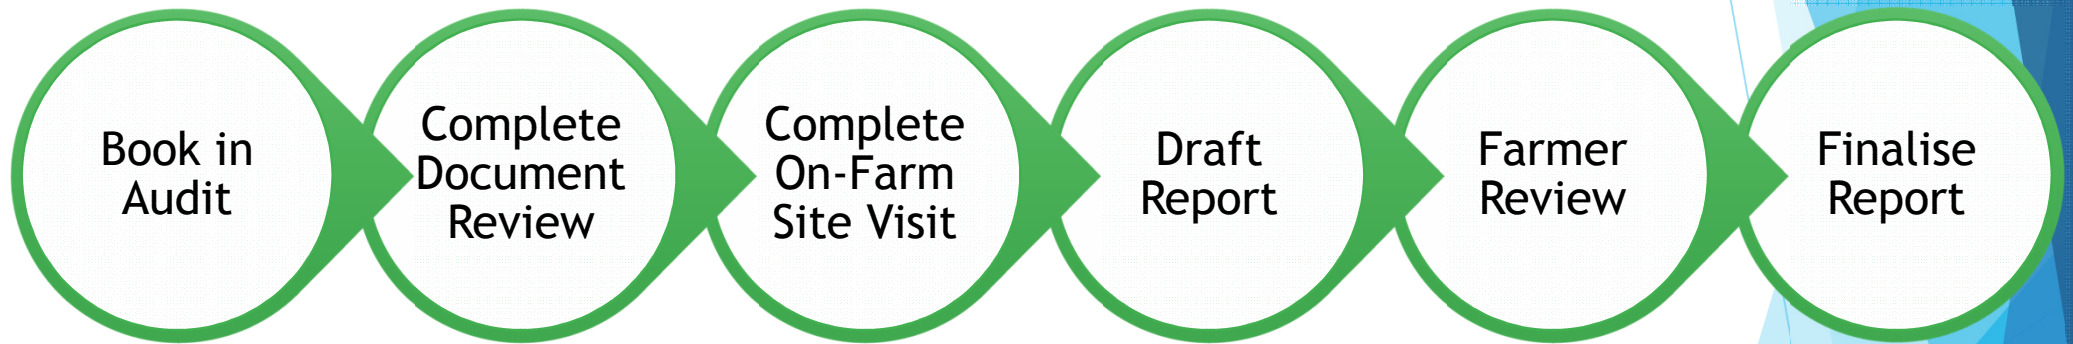 Book in
Audit
Complete
Document
Review
Complete
On-Farm
Site Visit
Draft
Report
Farmer
Review
Finalise
Report